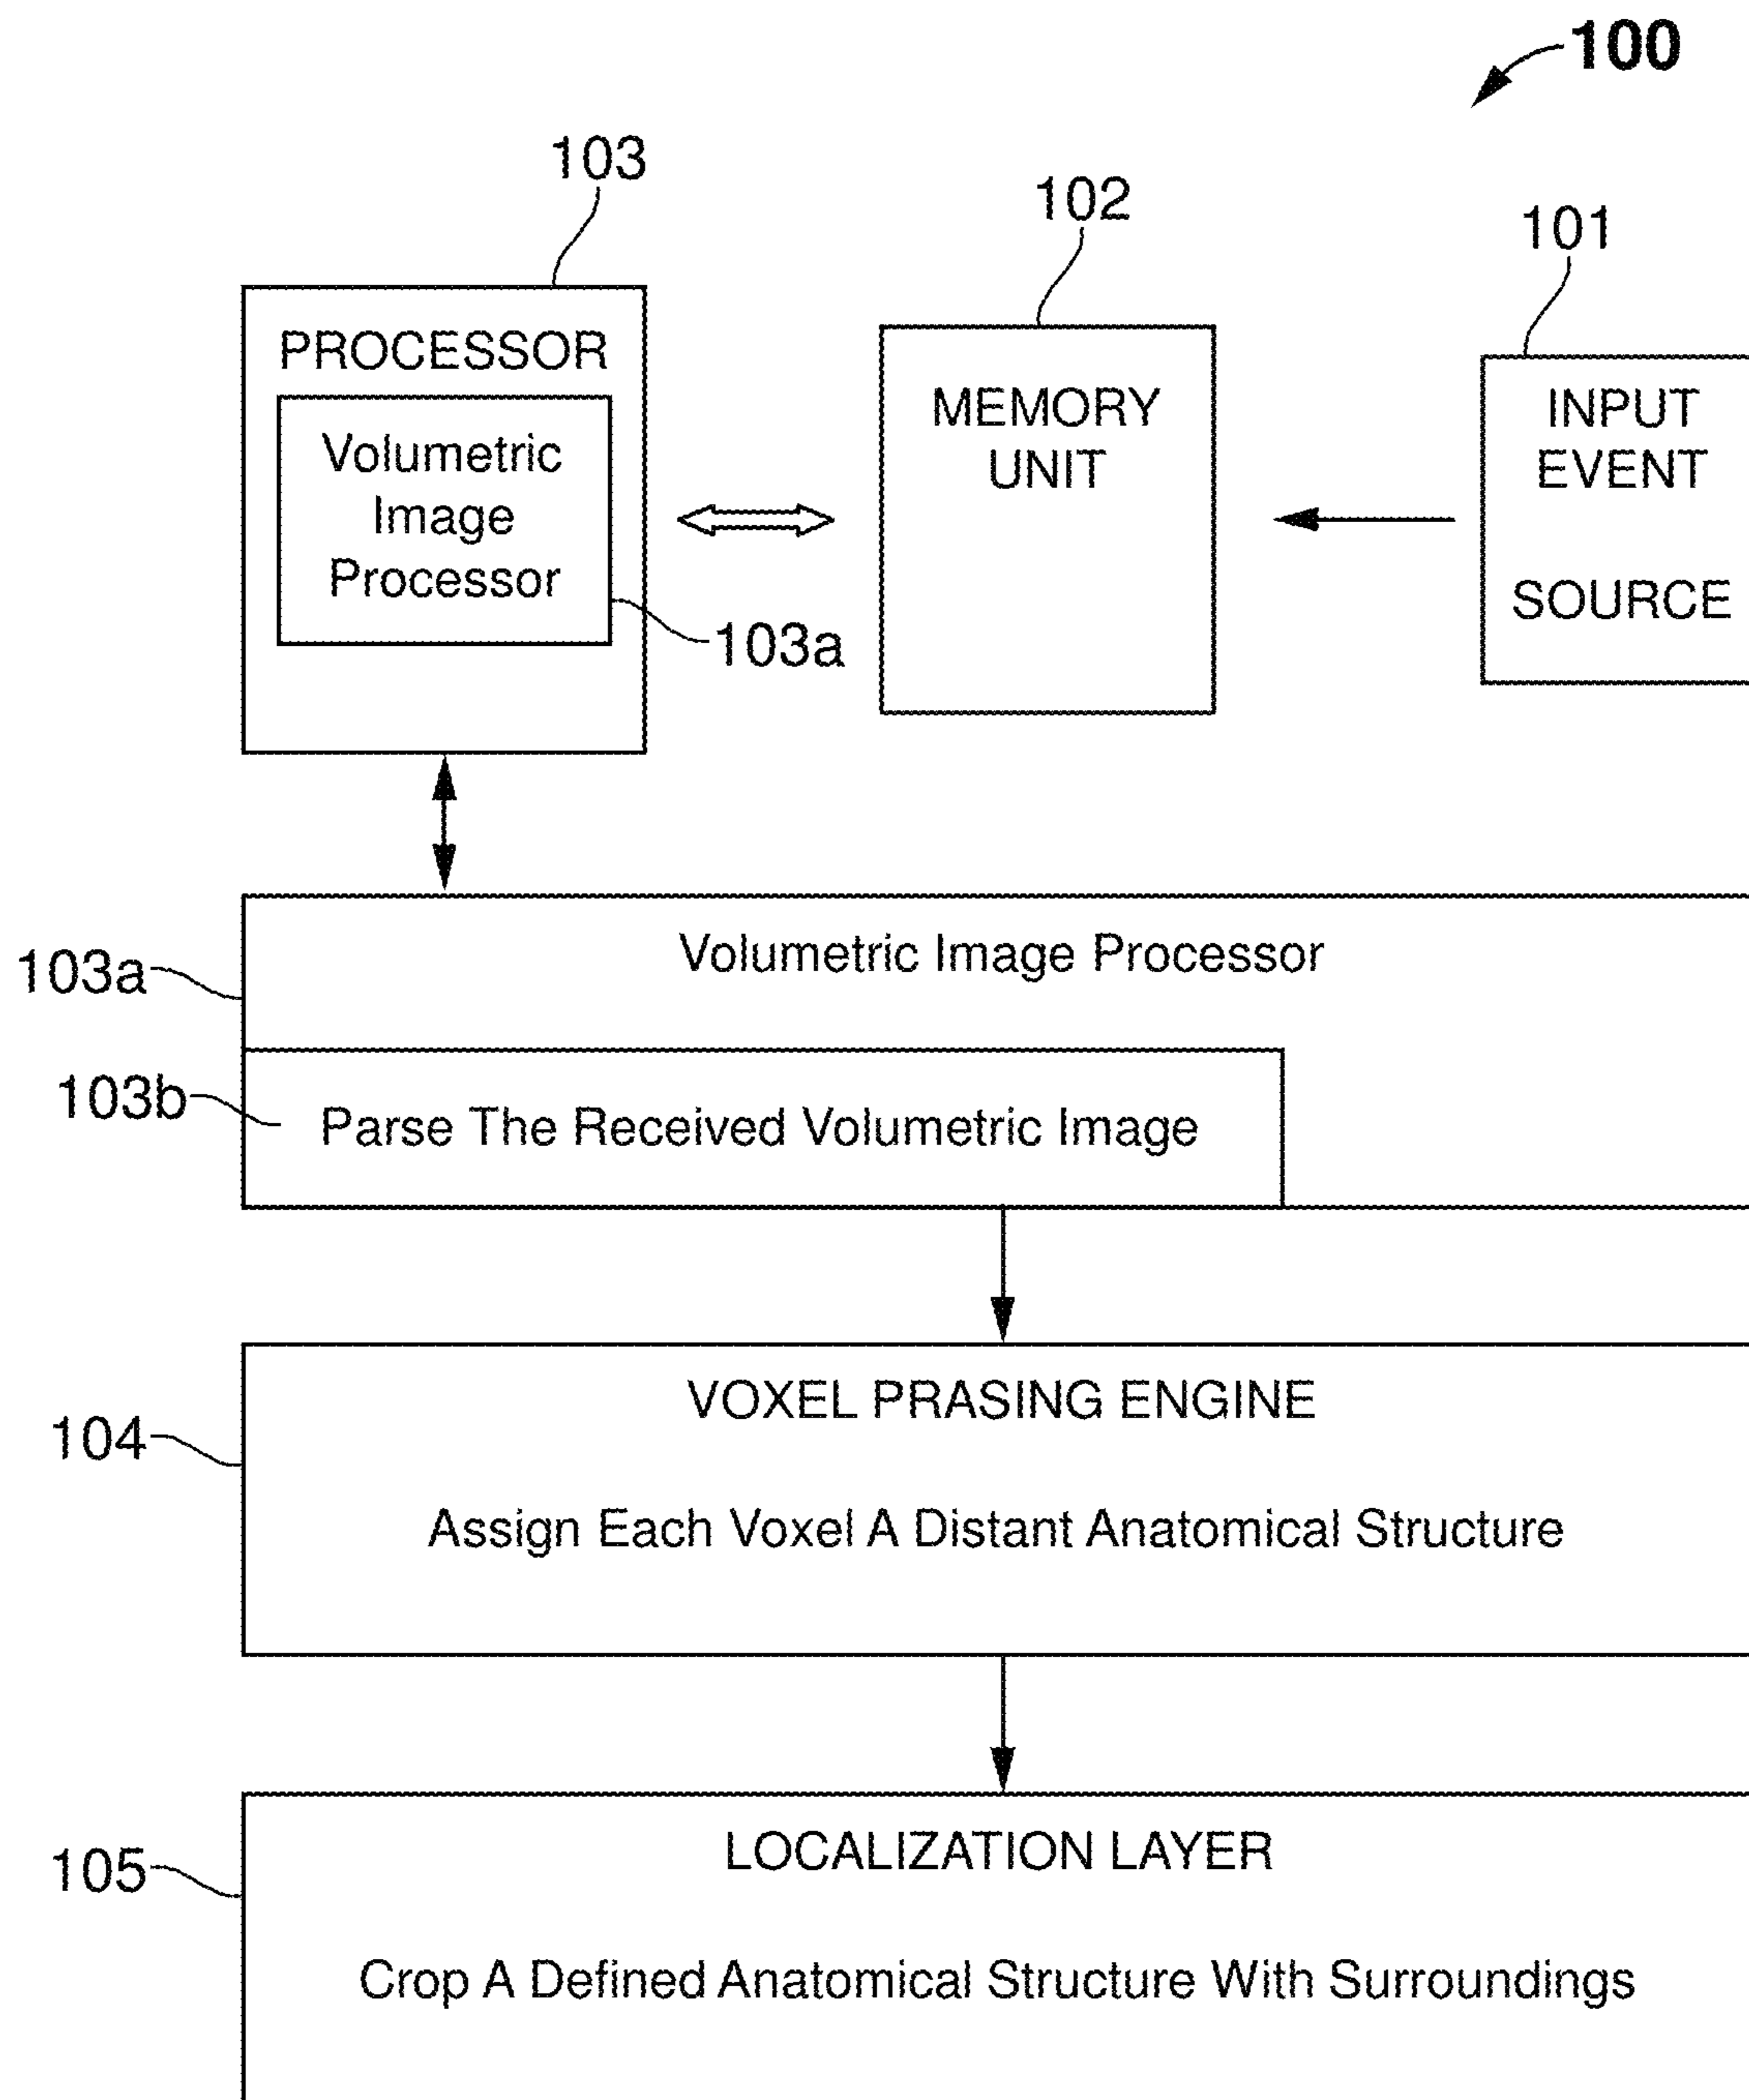 100
103
102
101
PROCESSOR
Volumetric
Image
Processor
103a
MEMORY
UNIT
INPUT
EVENT
SOURCE
103a
Volumetric Image Processor
103b
Parse The Received Volumetric Image
104
VOXEL PRASING ENGINE
Assign Each Voxel A Distant Anatomical Structure
105
LOCALIZATION LAYER
Crop A Defined Anatomical Structure With Surroundings